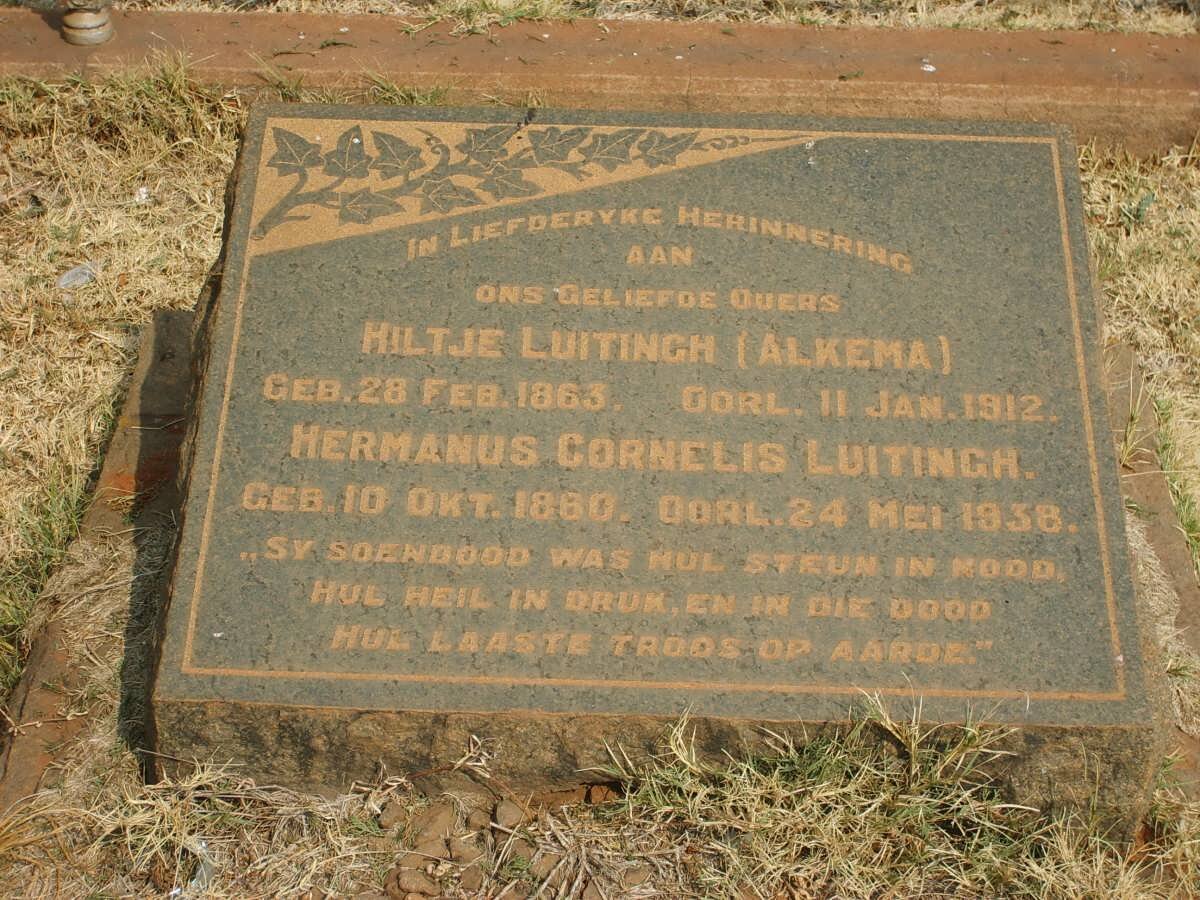 IN LIEFDERYKE HERINNERING
AAN
ONS GELIEFDE OUERS
HILTJE LUITINGH (ALKEMA)
GEB. 28 FEB. 1863. OORL. 11 JAN. 1912.
HERMANUS CORNELIS LUITINGH.
GEB. 10 OKT. 1860. OORL. 24 MEI 1938.
„SY SOENDOOD WAS HUL STEUN IN NOOD,
HUL HEIL IN DRUK, EN IN DIE DOOD
HUL LAASTE TROOS OP AARDE."